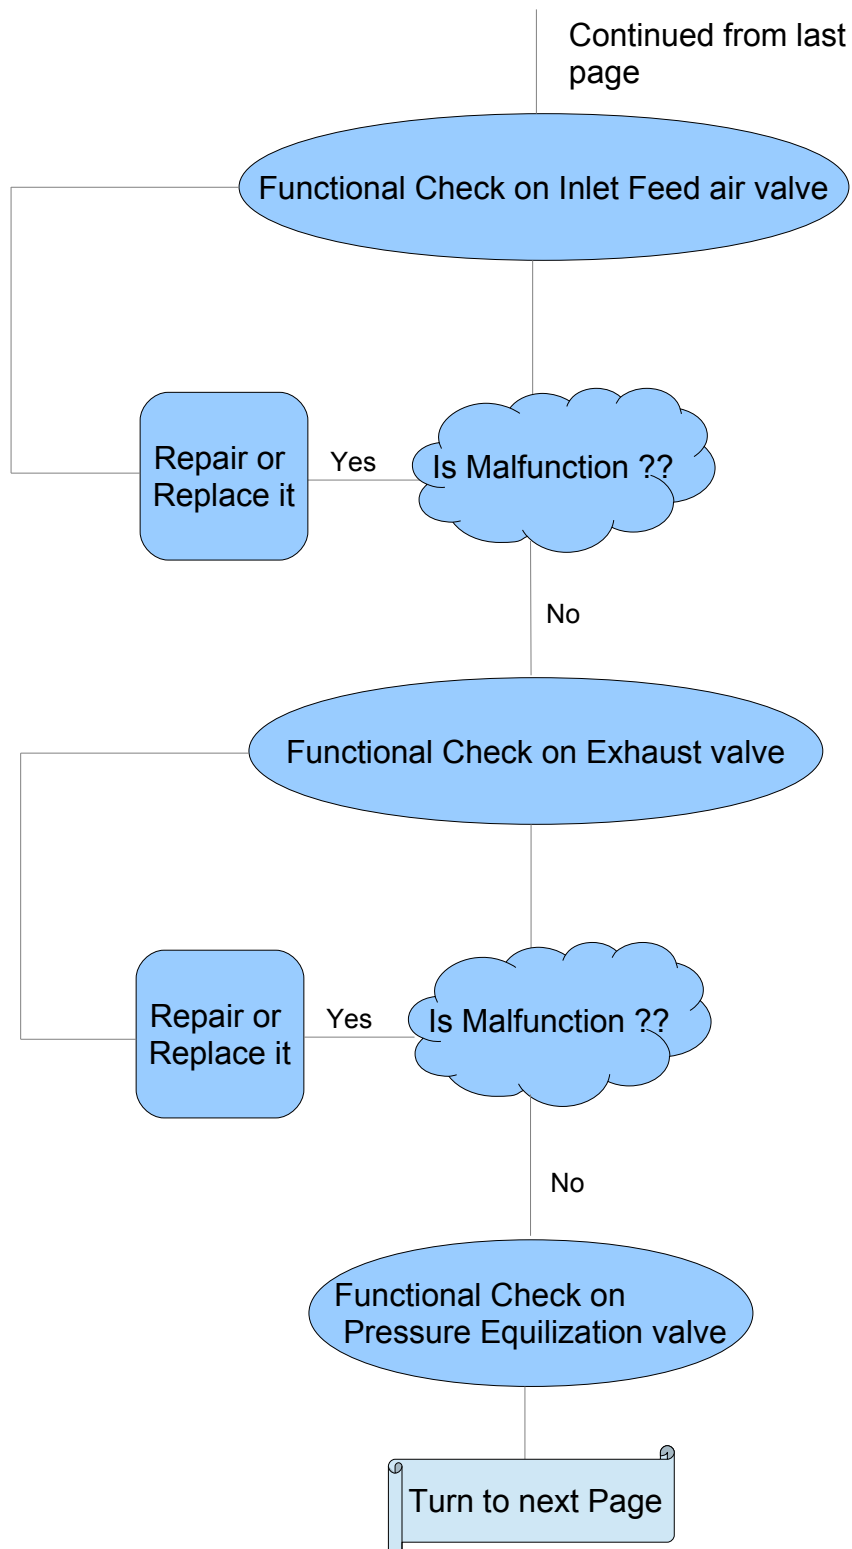 Continued from last
page
Functional Check on Inlet Feed air valve
Repair or
Replace it
Yes
Is Malfunction ??
No
Functional Check on Exhaust valve
Repair or
Replace it
Yes
Is Malfunction ??
No
Functional Check on
Pressure Equilization valve
Turn to next Page